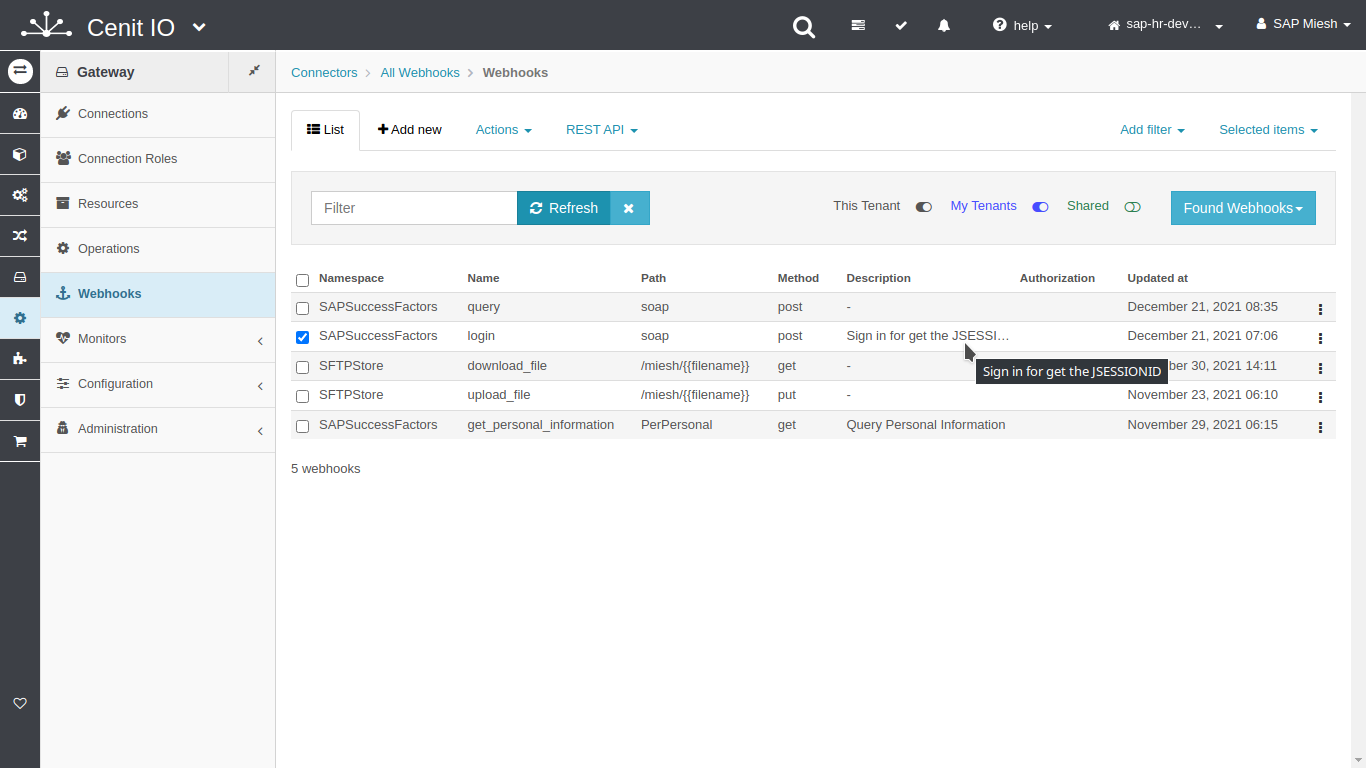 Cenit IO help sap-hr-dev… SAP Miesh
Gateway
Connections
Connection Roles
Resources
Operations
Webhooks
Monitors
Configuration
Administration
Connectors All Webhooks Webhooks
List Add new Actions REST API Add filter Selected items
Filter Refresh This Tenant My Tenants Shared Found Webhooks
Namespace Name Path Method Description Authorization Updated at
SAPSuccessFactors query soap post - December 21, 2021 08:35
SAPSuccessFactors login soap post Sign in for get the JSESSI… December 21, 2021 07:06
Sign in for get the JSESSIONID
SFTPStore download_file /miesh/{{filename}} get - 30, 2021 14:11
SFTPStore upload_file /miesh/{{filename}} put - November 23, 2021 06:10
SAPSuccessFactors get_personal_information PerPersonal get Query Personal Information November 29, 2021 06:15
5 webhooks